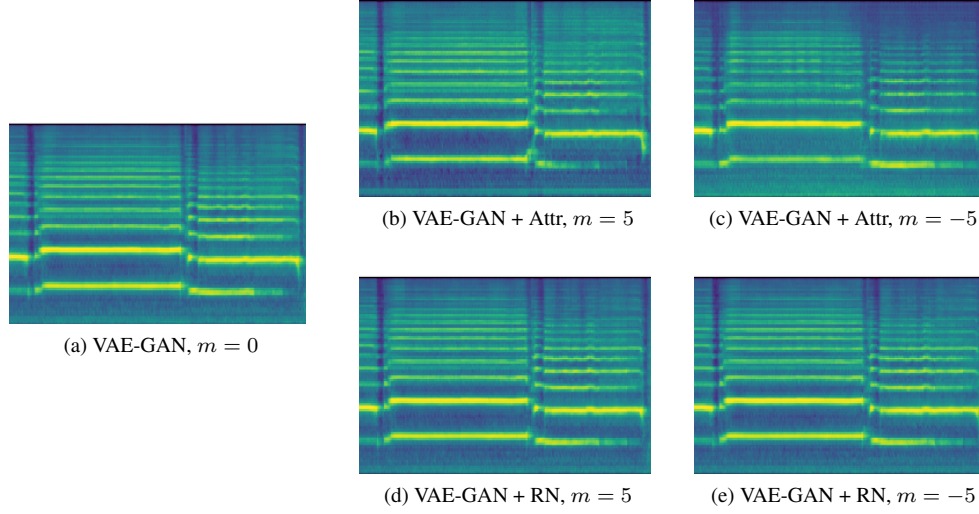 (b) VAE-GAN + Attr, m = 5
(c) VAE-GAN + Attr, m = −5
(a) VAE-GAN, m = 0
(d) VAE-GAN + RN, m = 5
(e) VAE-GAN + RN, m = −5